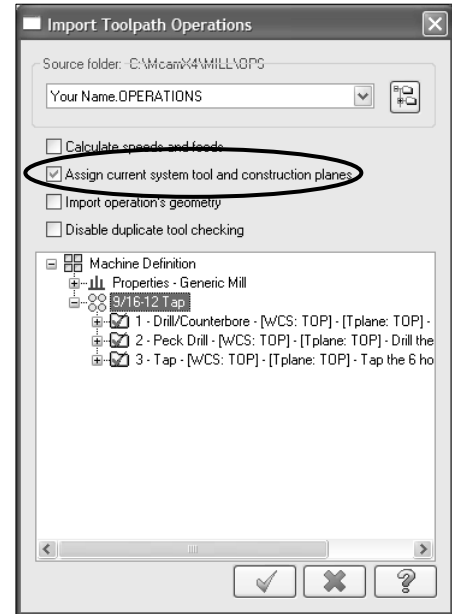 Import Toolpath Operations
Source folder: C:\McamX4\MILL\OPS
Your Name.OPERATIONS
Calculate speeds and feeds
Assign current system tool and construction planes
Import operation's geometry
Disable duplicate tool checking
Machine Definition
Properties - Generic Mill
9/16-12 Tap
1 - Drill/Counterbore - [WCS: TOP] - [Tplane: TOP] -
2 - Peck Drill - [WCS: TOP] - [Tplane: TOP] - Drill the
3 - Tap - [WCS: TOP] - [Tplane: TOP] - Tap the 6 ho